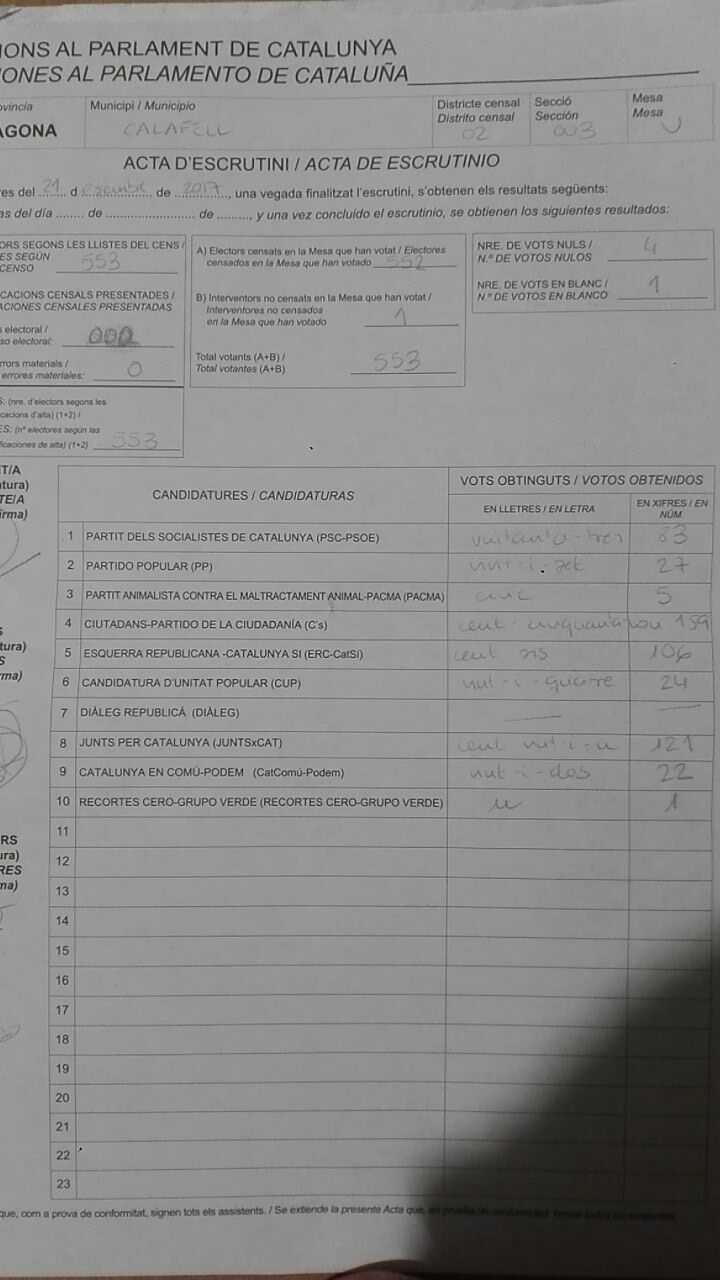 IONS AL PARLAMENT DE CATALUNYA
IONES AL PARLAMENTO DE CATALUÑA
ovincia
AGONA
Municipi / Municipio
CALAFELL
Districte censal
Distrito censal
02
Secció
Sección
003
Mesa
Mesa
U
ACTA D'ESCRUTINI / ACTA DE ESCRUTINIO
res del 21 d de 2017, una vegada finalitzat l'escrutini, s'obtenen els resultats següents:
as del día ........ de ........................ de ........., y una vez concluido el escrutinio, se obtienen los siguientes resultados:
ORS SEGONS LES LLISTES DEL CENS /
ES SEGÚN
CENSO
553
CACIONS CENSALS PRESENTADES /
ACIONES CENSALES PRESENTADAS
s electoral /
so electoral: 000
rrors materials /
errores materiales: 0
S: (nre. d'electors segons les
cacions d'alta) (1+2) /
ES: (nº electores según las
ficaciones de alta) (1+2) 553
A) Electors censats en la Mesa que han votat / Electores
censados en la Mesa que han votado 552
B) Interventors no censats en la Mesa que han votat /
Interventores no censados
en la Mesa que han votado 1
Total votants (A+B) /
Total votantes (A+B) 553
NRE. DE VOTS NULS /
N.º DE VOTOS NULOS 4
NRE. DE VOTS EN BLANC /
N.º DE VOTOS EN BLANCO 1
T/A
atura)
TE/A
irma)
CANDIDATURES / CANDIDATURAS
VOTS OBTINGUTS / VOTOS OBTENIDOS
EN LLETRES / EN LETRA
EN XIFRES / EN NÚM.
1 PARTIT DELS SOCIALISTES DE CATALUNYA (PSC-PSOE) vuitanta-tres 83
2 PARTIDO POPULAR (PP) vint-i-set 27
3 PARTIT ANIMALISTA CONTRA EL MALTRACTAMENT ANIMAL-PACMA (PACMA) cinc 5
4 CIUTADANS-PARTIDO DE LA CIUDADANÍA (C's) cent-cinquanta nou 159
5 ESQUERRA REPUBLICANA -CATALUNYA SI (ERC-CatSí) cent sis 106
6 CANDIDATURA D'UNITAT POPULAR (CUP) vint-i-quatre 24
7 DIÀLEG REPUBLICÀ (DIÀLEG)
8 JUNTS PER CATALUNYA (JUNTSxCAT) cent vint-i-u 121
9 CATALUNYA EN COMÚ-PODEM (CatComú-Podem) vint-i-dos 22
10 RECORTES CERO-GRUPO VERDE (RECORTES CERO-GRUPO VERDE) u 1
11
12
13
14
15
16
17
18
19
20
21
22
23
S
tura)
S
rma)
RS
ura)
RES
ma)
que, com a prova de conformitat, signen tots els assistents. / Se extiende la presente Acta que, en prueba de conformidad,